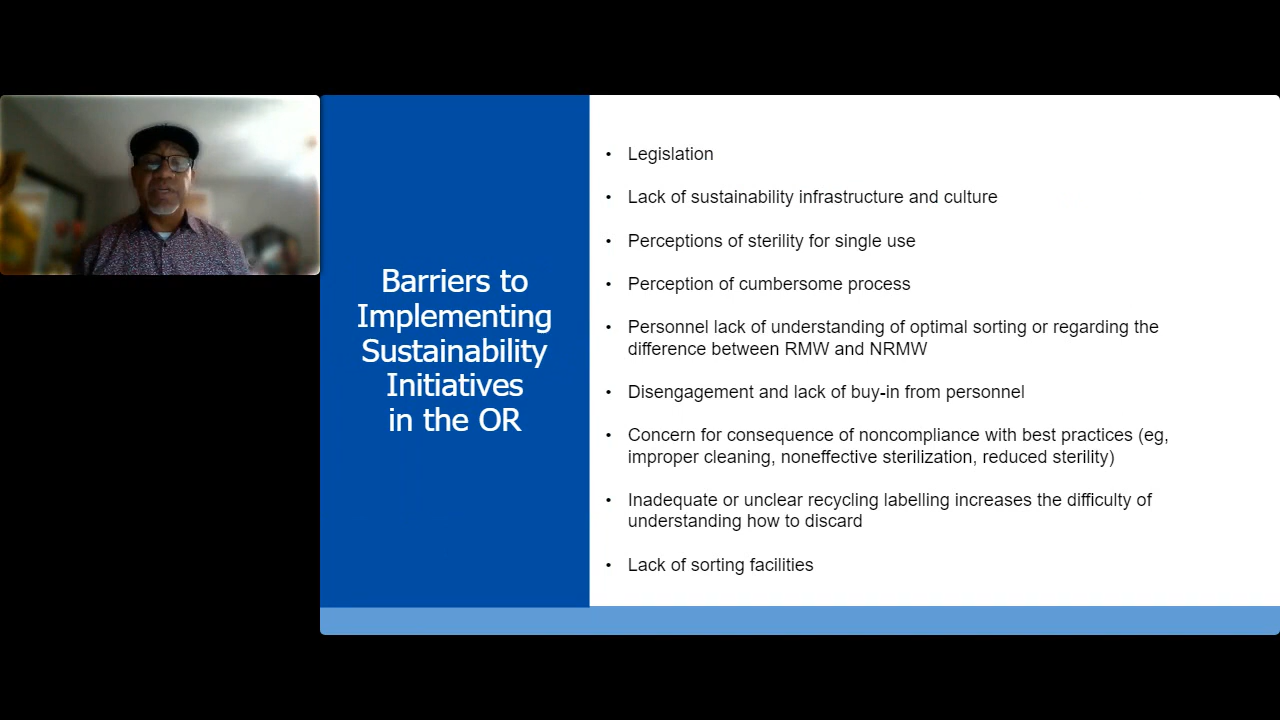 Barriers to
Implementing
Sustainability
Initiatives
in the OR
• Legislation
• Lack of sustainability infrastructure and culture
• Perceptions of sterility for single use
• Perception of cumbersome process
• Personnel lack of understanding of optimal sorting or regarding the
difference between RMW and NRMW
• Disengagement and lack of buy-in from personnel
• Concern for consequence of noncompliance with best practices (eg,
improper cleaning, noneffective sterilization, reduced sterility)
• Inadequate or unclear recycling labelling increases the difficulty of
understanding how to discard
• Lack of sorting facilities